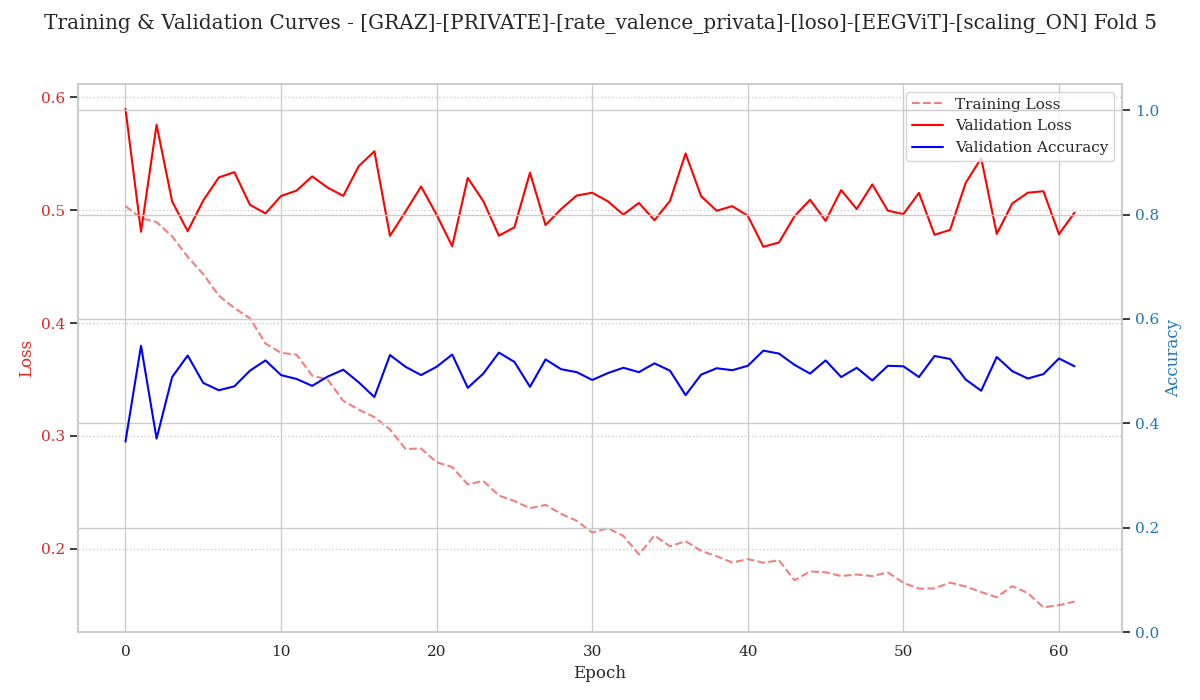 Training & Validation Curves - [GRAZ]-[PRIVATE]-[rate_valence_privata]-[loso]-[EEGViT]-[scaling_ON] Fold 5
Training Loss
Validation Loss
Validation Accuracy
0.6
0.5
0.4
0.3
0.2
Loss
1.0
0.8
0.6
0.4
0.2
0.0
Accuracy
0 10 20 30 40 50 60
Epoch